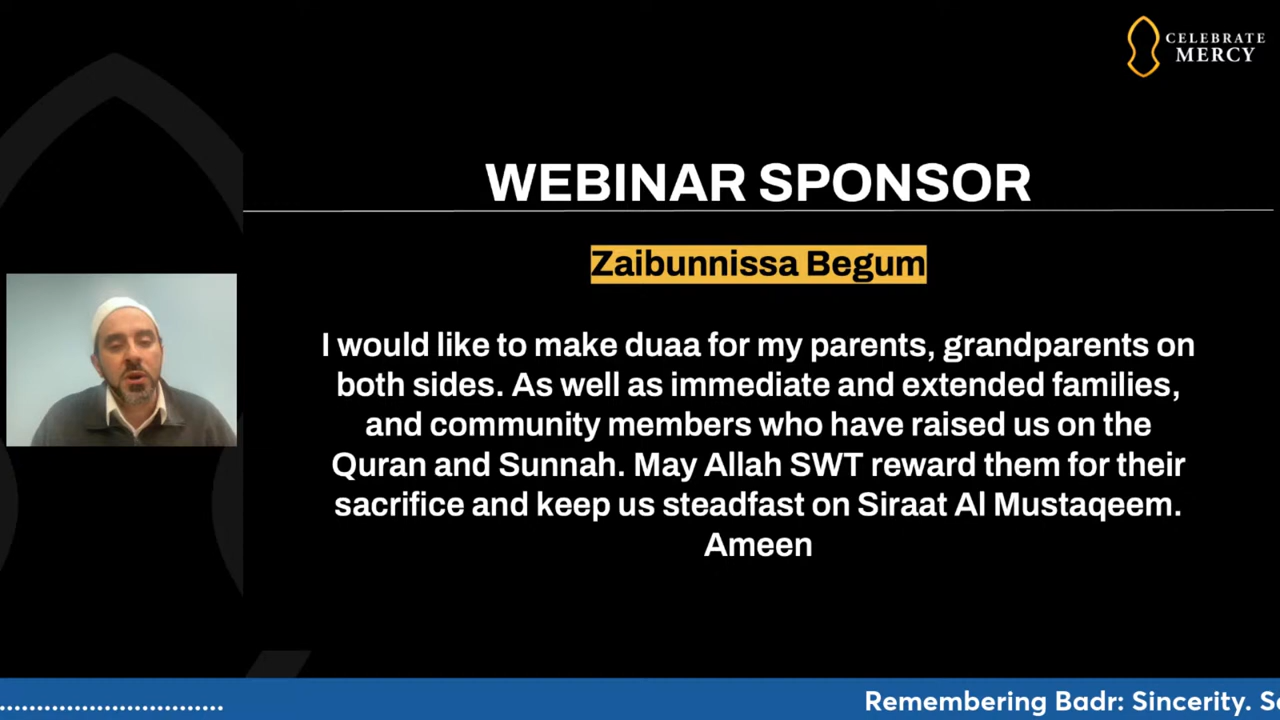 CELEBRATE
MERCY
WEBINAR SPONSOR
Zaibunnissa Begum
I would like to make duaa for my parents, grandparents on
both sides. As well as immediate and extended families,
and community members who have raised us on the
Quran and Sunnah. May Allah SWT reward them for their
sacrifice and keep us steadfast on Siraat Al Mustaqeem.
Ameen
Remembering Badr: Sincerity.